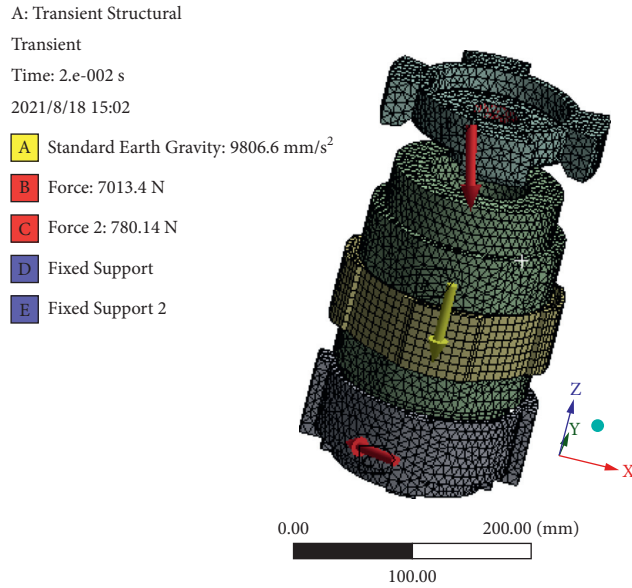 A: Transient Structural
Transient
Time: 2.e-002 s
2021/8/18 15:02
A Standard Earth Gravity: 9806.6 mm/s²
B Force: 7013.4 N
C Force 2: 780.14 N
D Fixed Support
E Fixed Support 2
Z
Y
X
0.00 200.00 (mm)
100.00